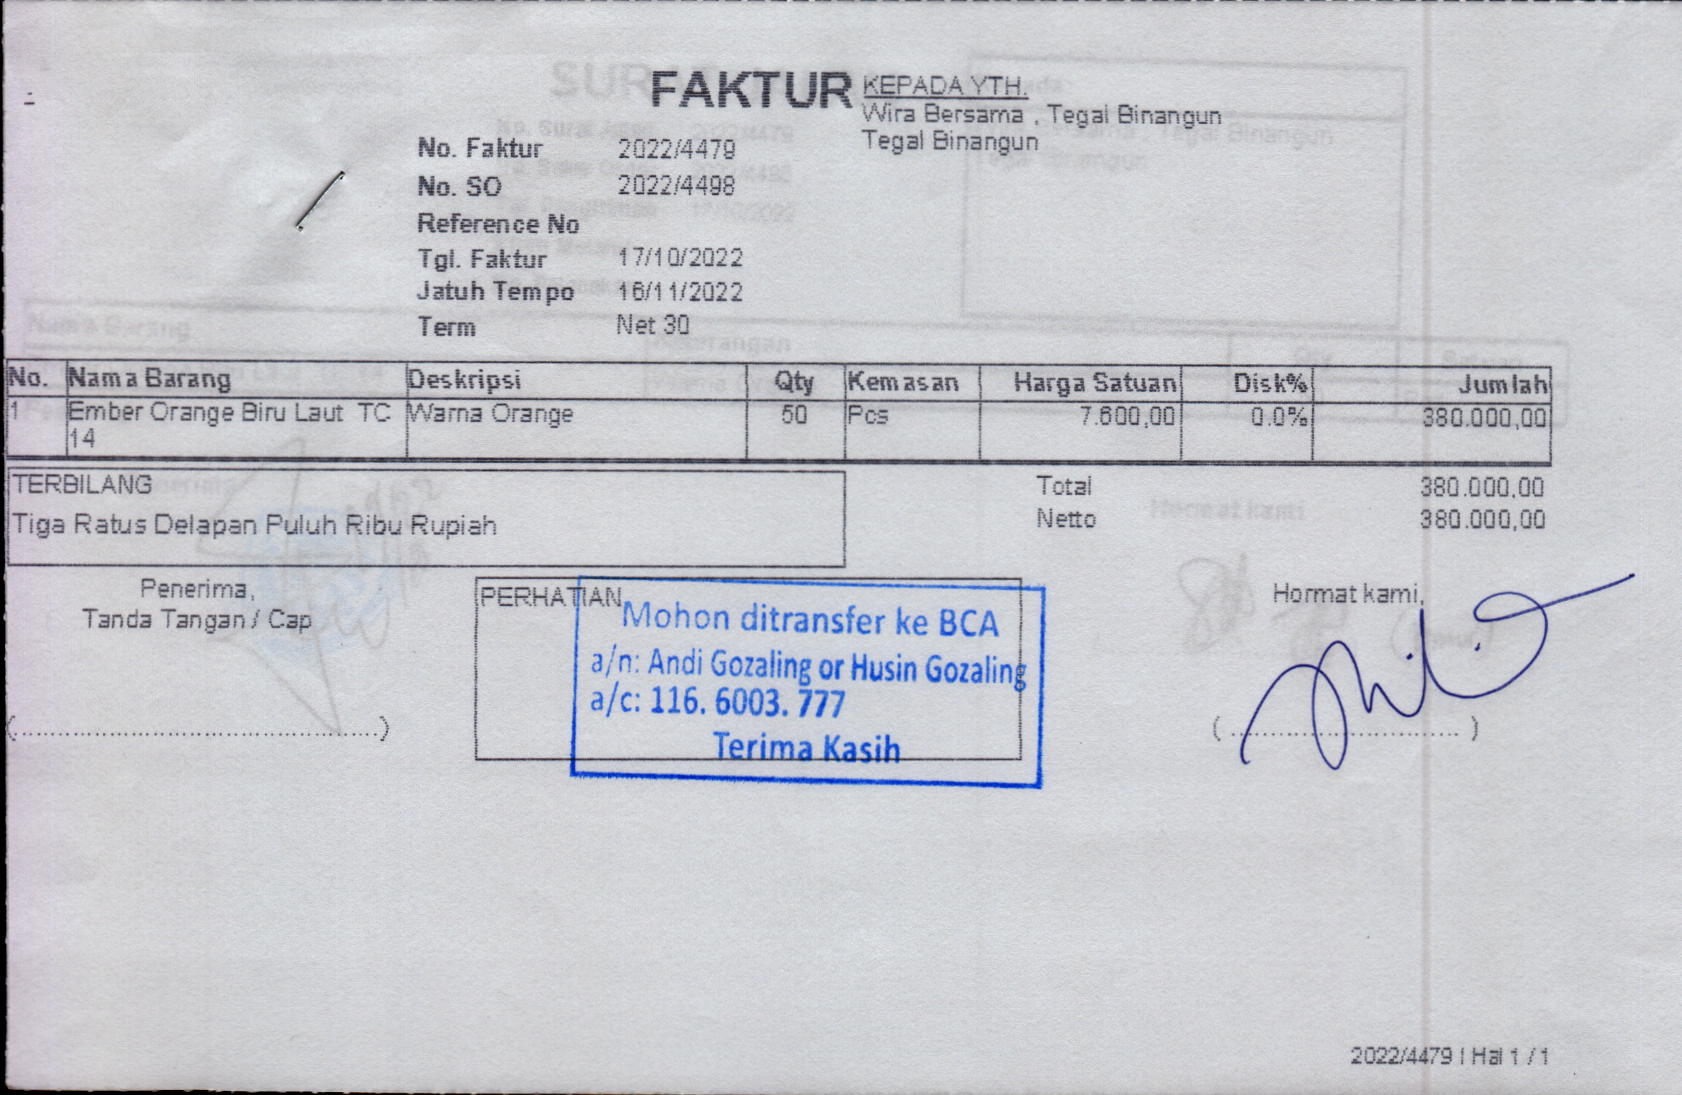 FAKTUR
KEPADA YTH.
Wira Bersama , Tegal Binangun
Tegal Binangun
No. Faktur 2022/4479
No. SO 2022/4498
Reference No
Tgl. Faktur 17/10/2022
Jatuh Tempo 16/11/2022
Term Net 30
No. Nama Barang Deskripsi Qty Kemasan Harga Satuan Disk% Jumlah
1 Ember Orange Biru Laut TC Warna Orange 50 Pcs 7.600,00 0.0% 380.000,00
14
TERBILANG
Tiga Ratus Delapan Puluh Ribu Rupiah
Total 380.000,00
Netto 380.000,00
Penerima,
Tanda Tangan / Cap
(........................................)
PERHATIAN
Mohon ditransfer ke BCA
a/n: Andi Gozaling or Husin Gozaling
a/c: 116. 6003. 777
Terima Kasih
Hormat kami,
(..............................)
2022/4479 | Hal 1 / 1